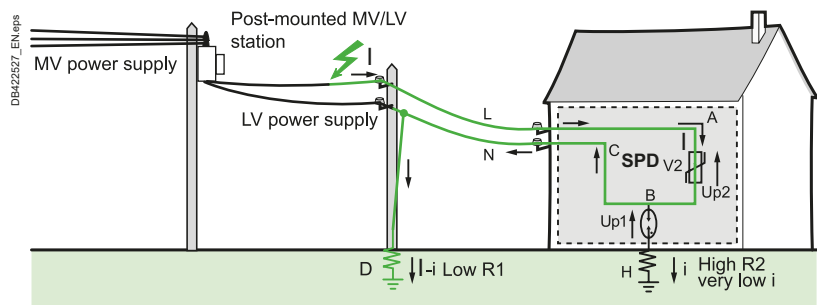 DB422527_EN.eps
Post-mounted MV/LV
station
MV power supply
I
LV power supply
L
N
A
I
C
SPD
V2
Up2
B
Up1
D
I-i Low R1
H
i
High R2
very low i